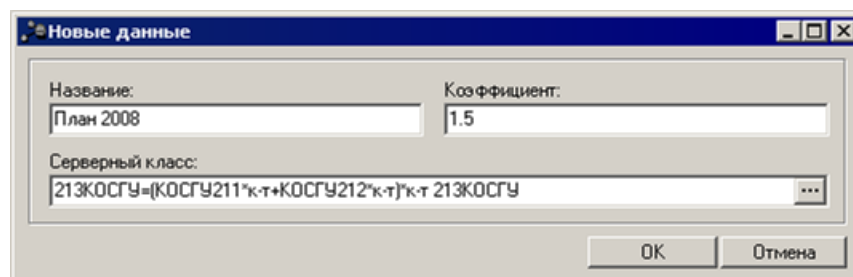 Новые данные
Название: Коэффициент:
План 2008 1.5
Серверный класс:
213КОСГУ=(КОСГУ211*к-т+КОСГУ212*к-т)*к-т 213КОСГУ ...
OK Отмена